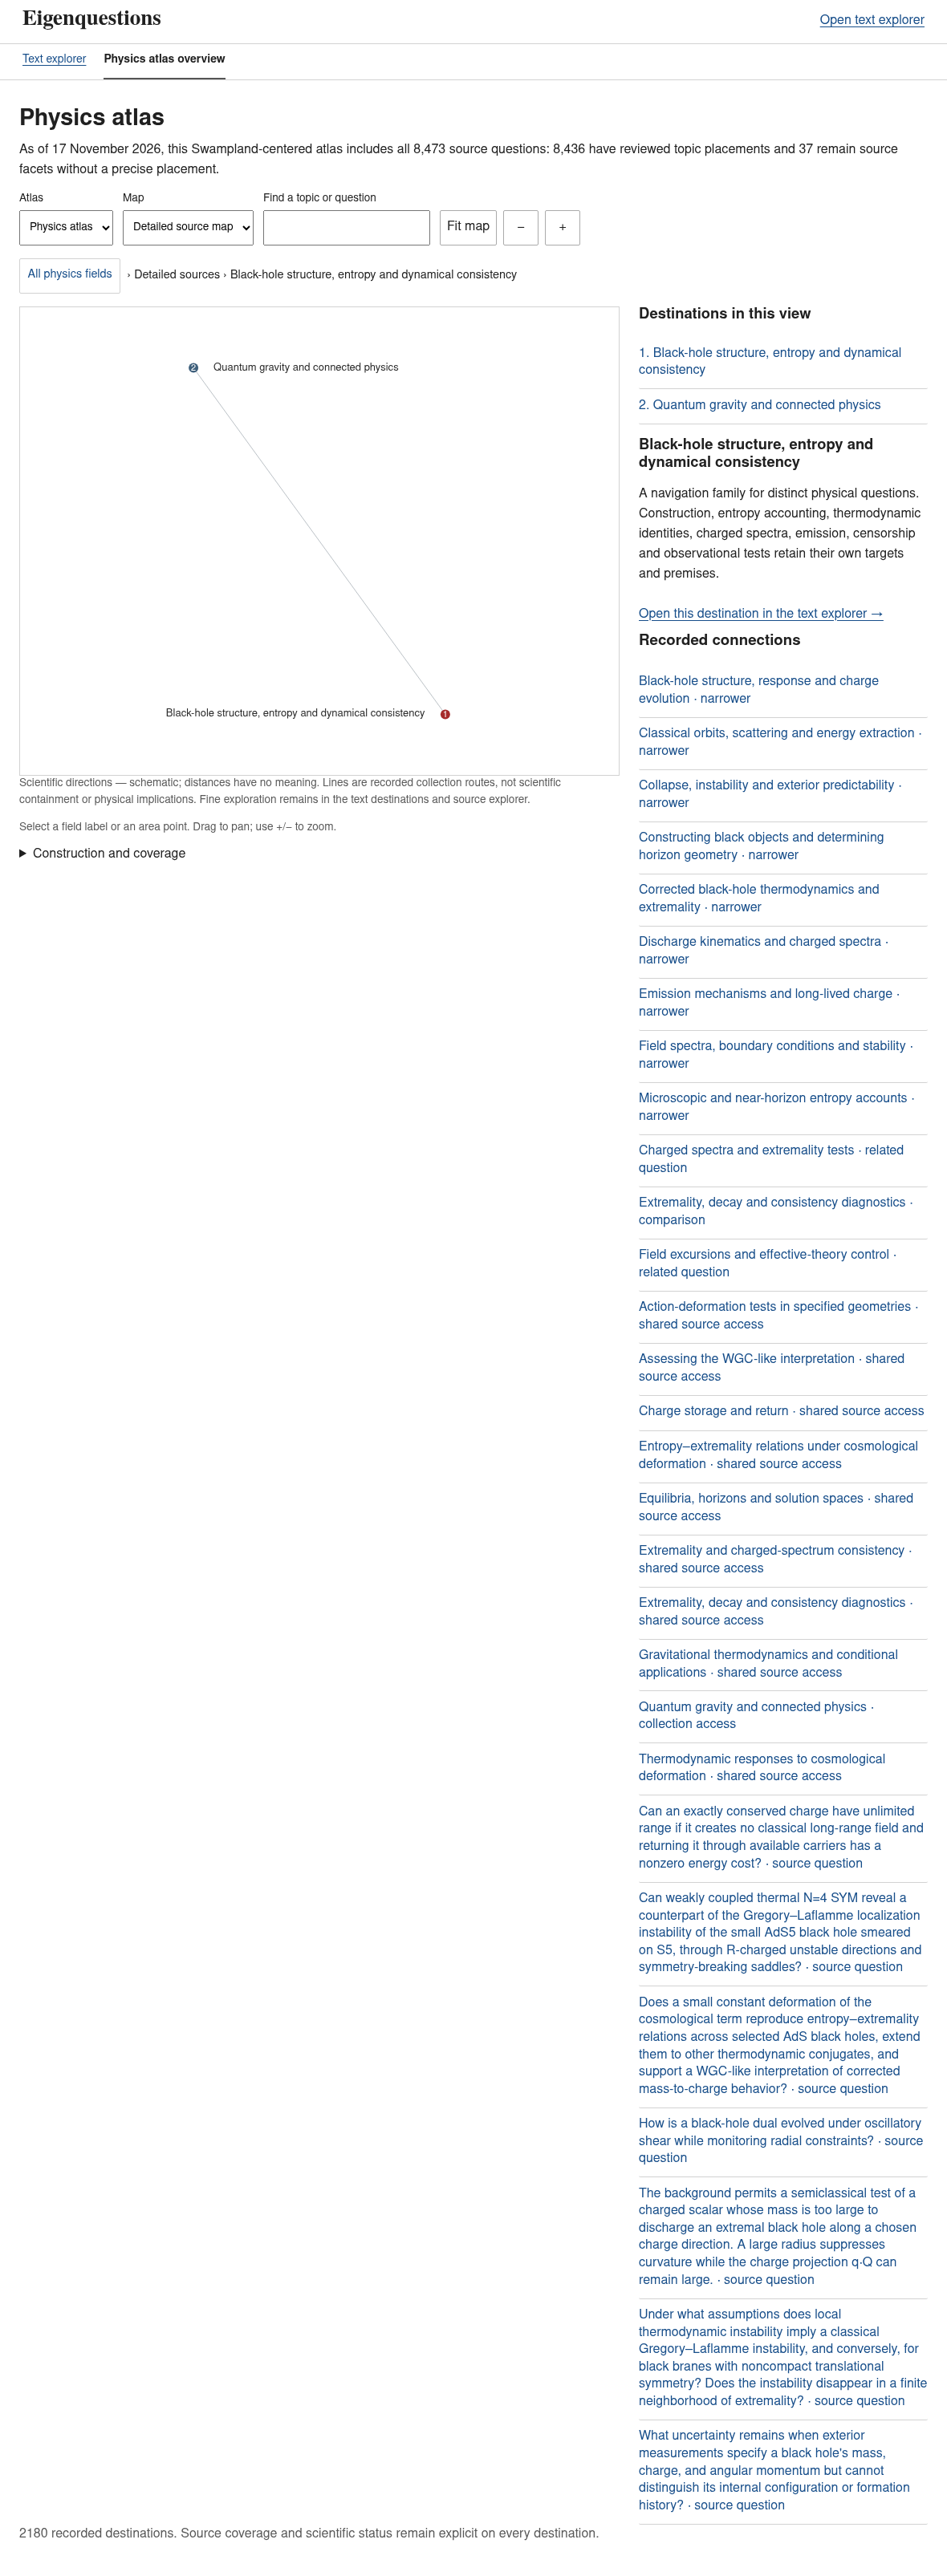 Eigenquestions
Open text explorer
Text explorer
Physics atlas overview
Physics atlas
As of 17 November 2026, this Swampland-centered atlas includes all 8,473 source questions: 8,436 have reviewed topic placements and 37 remain source
facets without a precise placement.
Atlas
Map
Find a topic or question
Physics atlas
Detailed source map
Fit map
−
+
All physics fields
› Detailed sources › Black-hole structure, entropy and dynamical consistency
2
Quantum gravity and connected physics
Black-hole structure, entropy and dynamical consistency
1
Scientific directions — schematic; distances have no meaning. Lines are recorded collection routes, not scientific
containment or physical implications. Fine exploration remains in the text destinations and source explorer.
Select a field label or an area point. Drag to pan; use +/− to zoom.
Construction and coverage
Destinations in this view
1. Black-hole structure, entropy and dynamical
consistency
2. Quantum gravity and connected physics
Black-hole structure, entropy and
dynamical consistency
A navigation family for distinct physical questions.
Construction, entropy accounting, thermodynamic
identities, charged spectra, emission, censorship
and observational tests retain their own targets
and premises.
Open this destination in the text explorer →
Recorded connections
Black-hole structure, response and charge
evolution · narrower
Classical orbits, scattering and energy extraction ·
narrower
Collapse, instability and exterior predictability ·
narrower
Constructing black objects and determining
horizon geometry · narrower
Corrected black-hole thermodynamics and
extremality · narrower
Discharge kinematics and charged spectra ·
narrower
Emission mechanisms and long-lived charge ·
narrower
Field spectra, boundary conditions and stability ·
narrower
Microscopic and near-horizon entropy accounts ·
narrower
Charged spectra and extremality tests · related
question
Extremality, decay and consistency diagnostics ·
comparison
Field excursions and effective-theory control ·
related question
Action-deformation tests in specified geometries ·
shared source access
Assessing the WGC-like interpretation · shared
source access
Charge storage and return · shared source access
Entropy–extremality relations under cosmological
deformation · shared source access
Equilibria, horizons and solution spaces · shared
source access
Extremality and charged-spectrum consistency ·
shared source access
Extremality, decay and consistency diagnostics ·
shared source access
Gravitational thermodynamics and conditional
applications · shared source access
Quantum gravity and connected physics ·
collection access
Thermodynamic responses to cosmological
deformation · shared source access
Can an exactly conserved charge have unlimited
range if it creates no classical long-range field and
returning it through available carriers has a
nonzero energy cost? · source question
Can weakly coupled thermal N=4 SYM reveal a
counterpart of the Gregory–Laflamme localization
instability of the small AdS5 black hole smeared
on S5, through R-charged unstable directions and
symmetry-breaking saddles? · source question
Does a small constant deformation of the
cosmological term reproduce entropy–extremality
relations across selected AdS black holes, extend
them to other thermodynamic conjugates, and
support a WGC-like interpretation of corrected
mass-to-charge behavior? · source question
How is a black-hole dual evolved under oscillatory
shear while monitoring radial constraints? · source
question
The background permits a semiclassical test of a
charged scalar whose mass is too large to
discharge an extremal black hole along a chosen
charge direction. A large radius suppresses
curvature while the charge projection q·Q can
remain large. · source question
Under what assumptions does local
thermodynamic instability imply a classical
Gregory–Laflamme instability, and conversely, for
black branes with noncompact translational
symmetry? Does the instability disappear in a finite
neighborhood of extremality? · source question
What uncertainty remains when exterior
measurements specify a black hole's mass,
charge, and angular momentum but cannot
distinguish its internal configuration or formation
history? · source question
2180 recorded destinations. Source coverage and scientific status remain explicit on every destination.